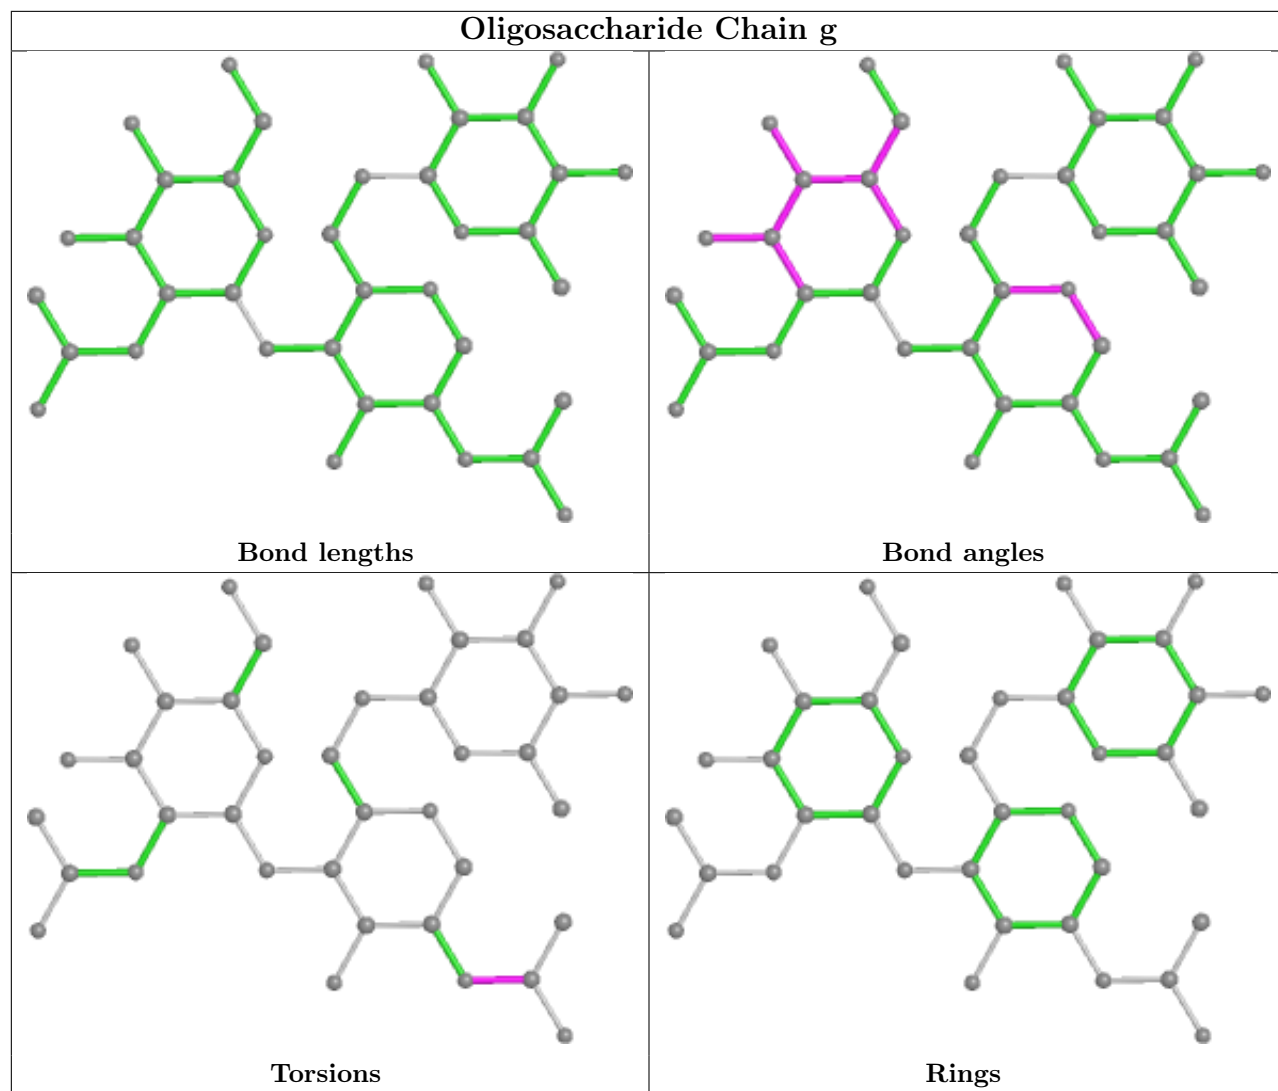 Oligosaccharide Chain g
Bond lengths
Bond angles
Torsions
Rings